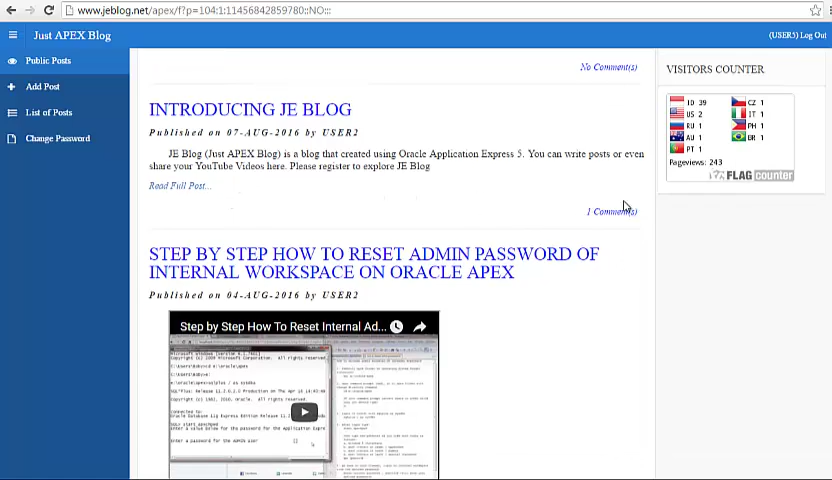 www.jeblog.net/apex/f?p=104:1:11456842859780::NO:::
Just APEX Blog
(USER3) Log Out
Public Posts
Add Post
List of Posts
Change Password
No Comment(s)
INTRODUCING JE BLOG
Published on 07-AUG-2016 by USER2
JE Blog (Just APEX Blog) is a blog that created using Oracle Application Express 5. You can write posts or even
share your YouTube Videos here. Please register to explore JE Blog
Read Full Post...
1 Comment(s)
STEP BY STEP HOW TO RESET ADMIN PASSWORD OF
INTERNAL WORKSPACE ON ORACLE APEX
Published on 04-AUG-2016 by USER2
Step by Step How To Reset Internal Ad...
VISITORS COUNTER
ID 39 CZ 1
US 2 IT 1
RU 1 PH 1
AU 1 BR 1
PT 1
Pageviews: 243
FLAG counter